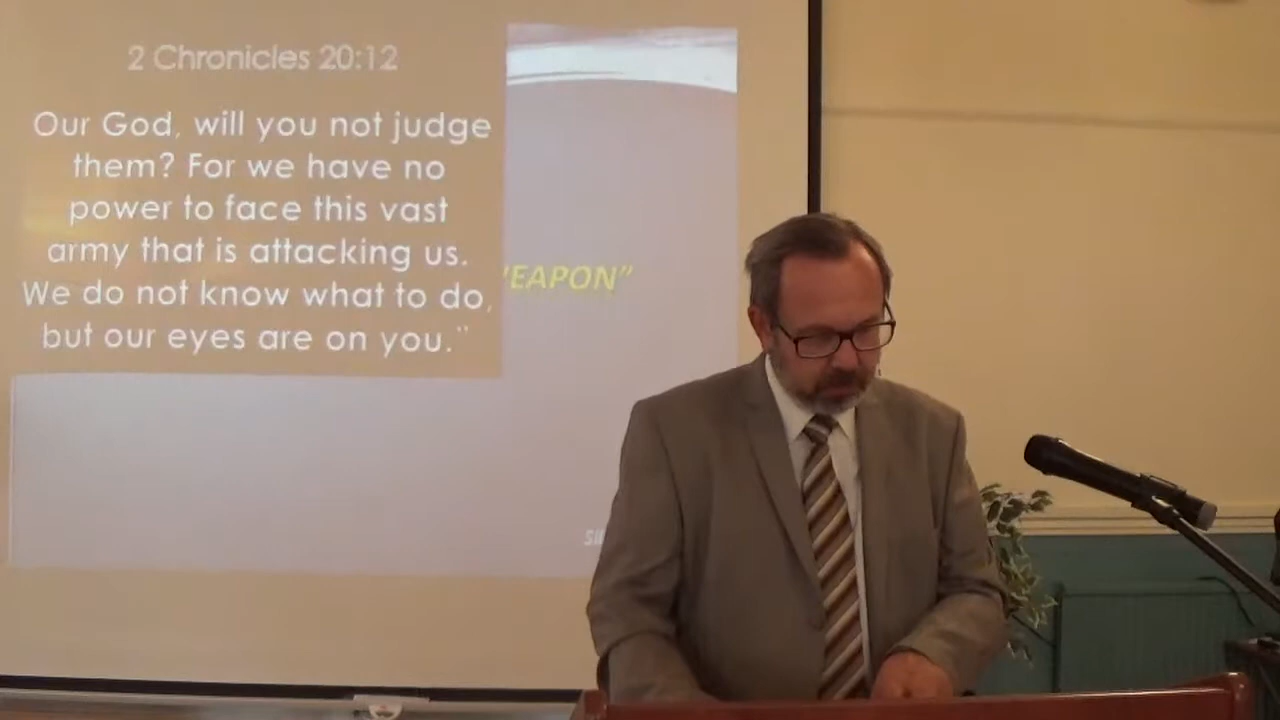 2 Chronicles 20:12
Our God, will you not judge
them? For we have no
power to face this vast
army that is attacking us.
We do not know what to do,
but our eyes are on you."
EAPON"